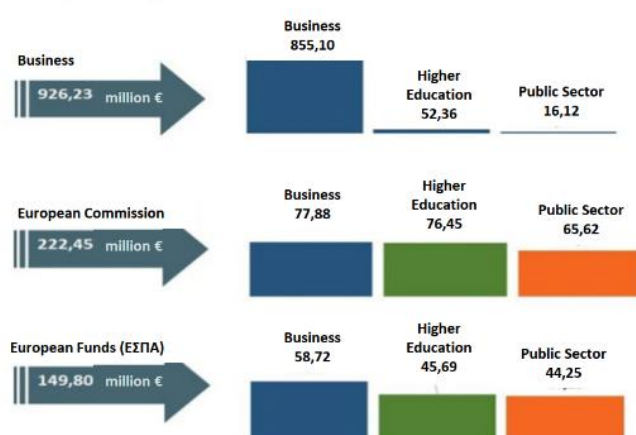 Business
926,23 million €
Business
855,10
Higher
Education
52,36
Public Sector
16,12
European Commission
222,45 million €
Business
77,88
Higher
Education
76,45
Public Sector
65,62
European Funds (ΕΣΠΑ)
149,80 million €
Business
58,72
Higher
Education
45,69
Public Sector
44,25